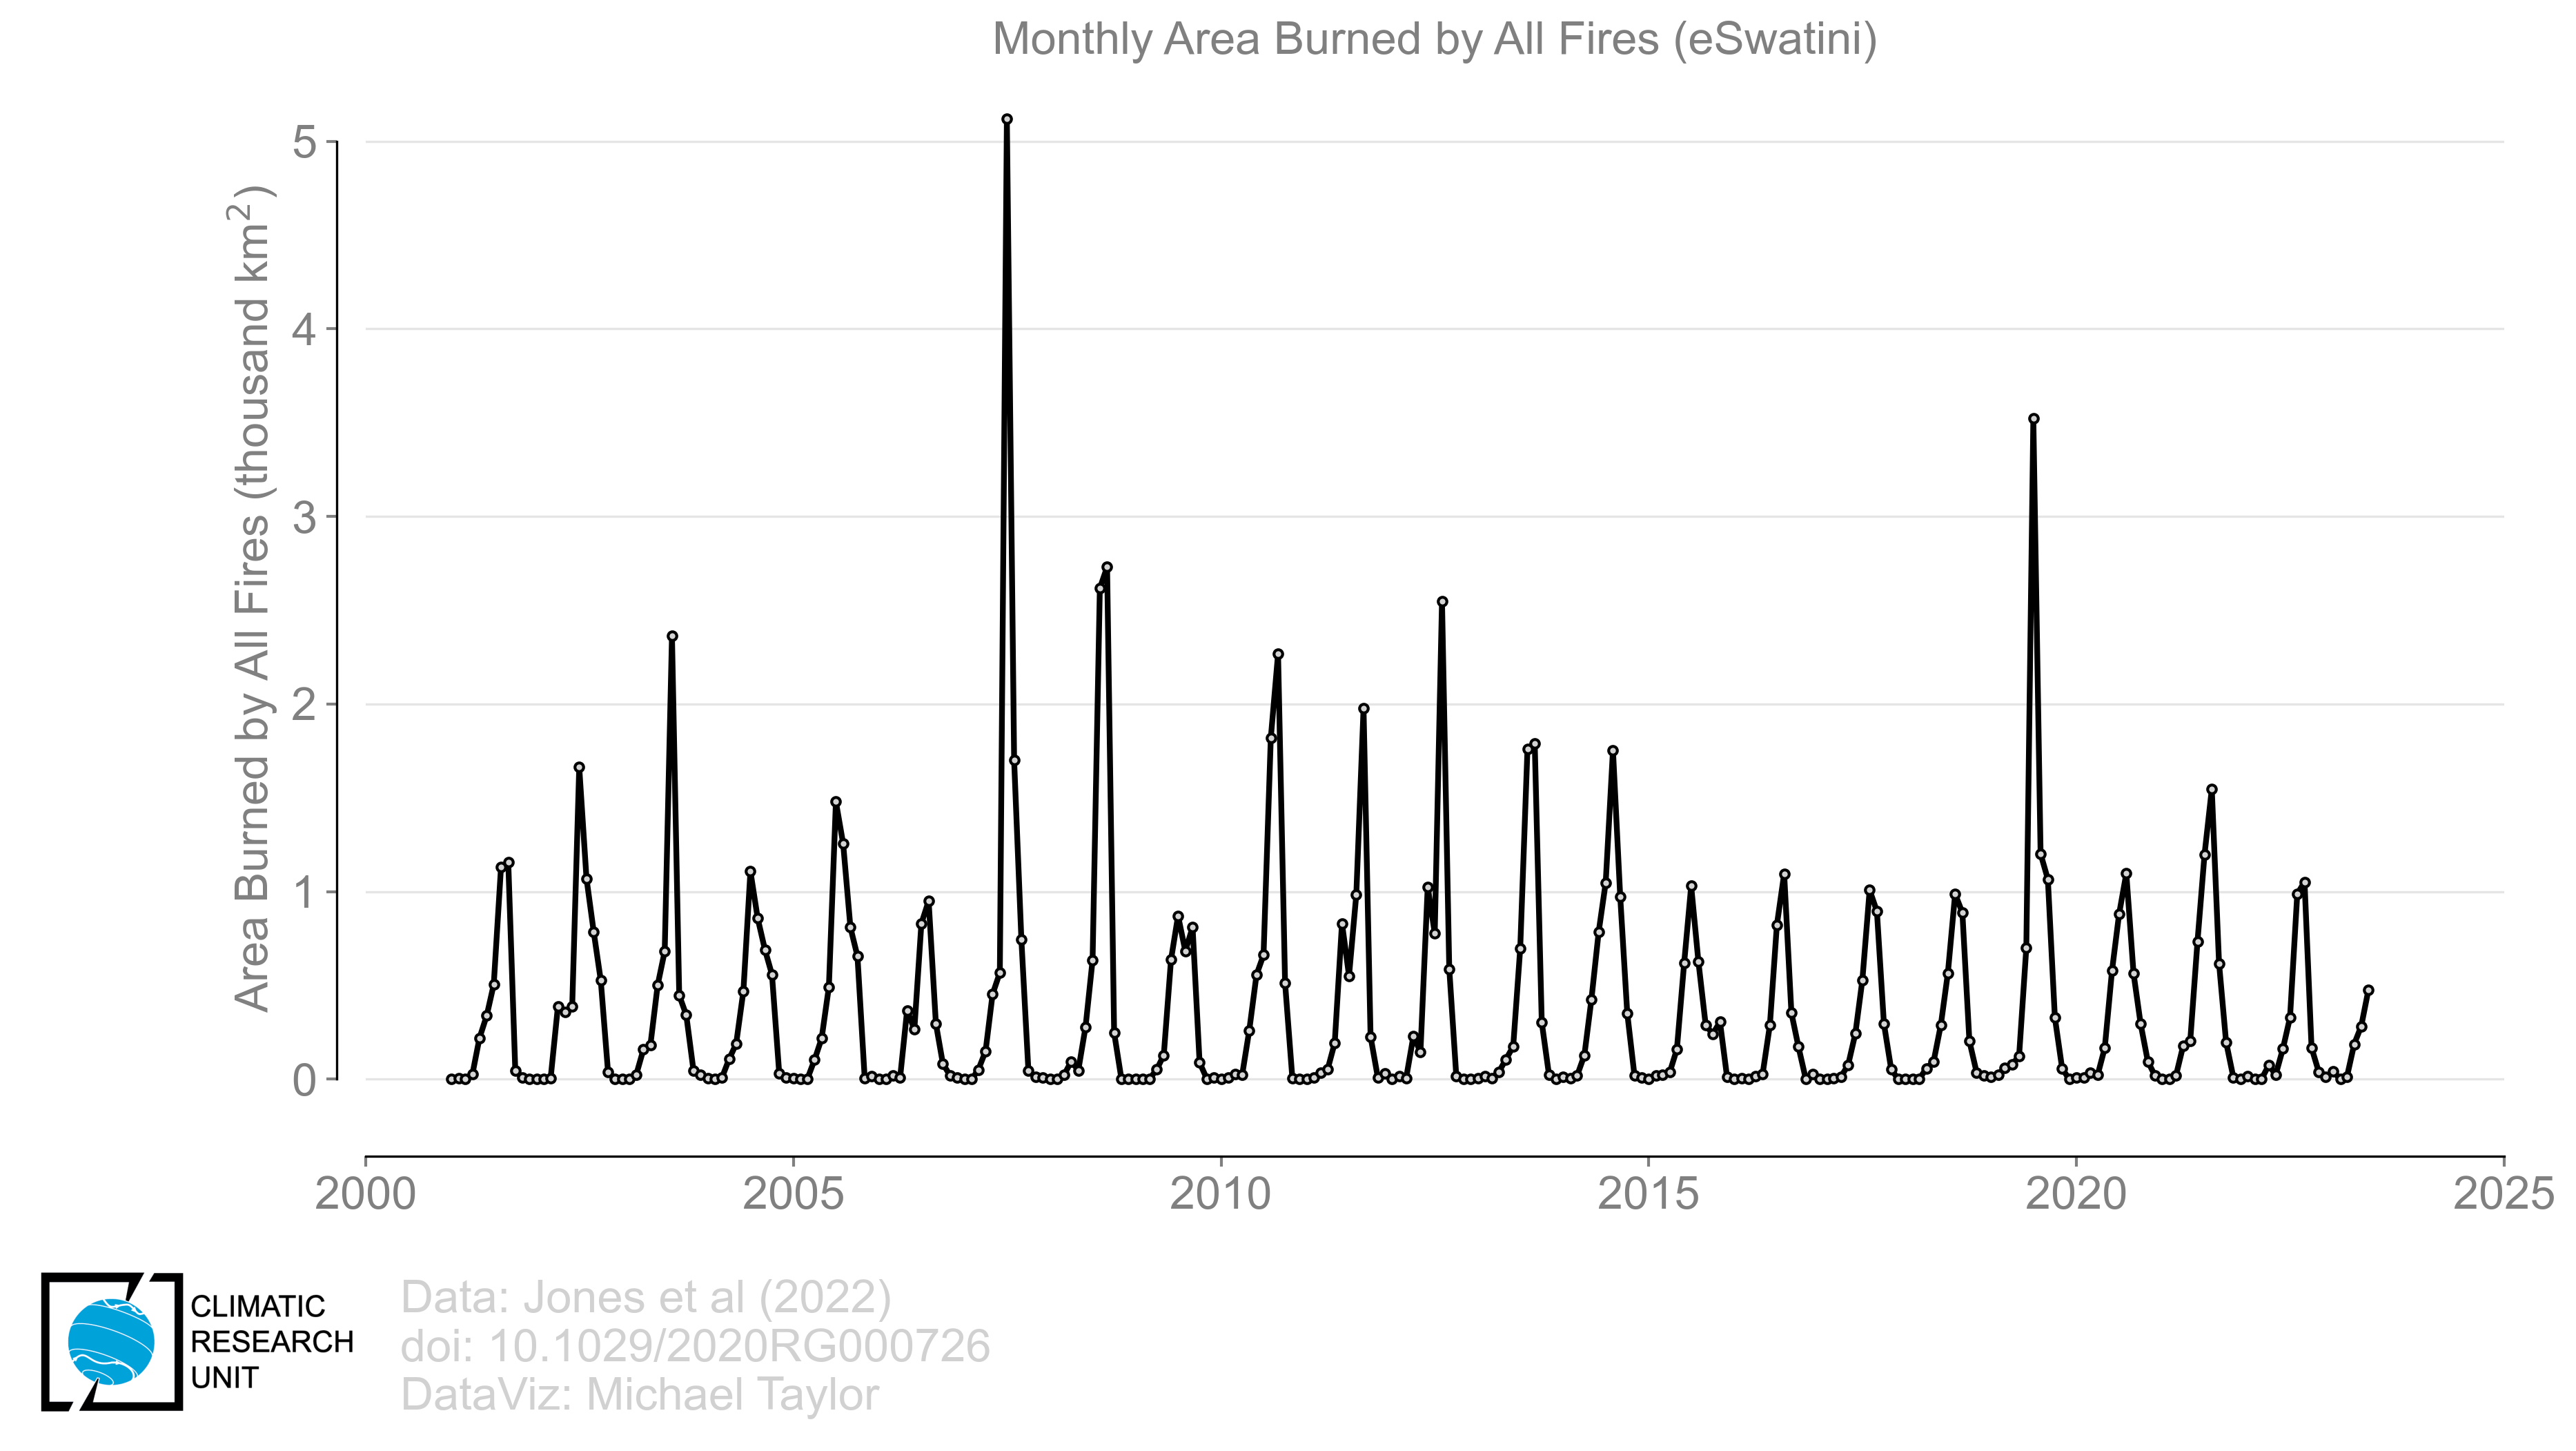 Monthly Area Burned by All Fires (eSwatini)
Area Burned by All Fires (thousand km²)
5
4
3
2
1
0
2000 2005 2010 2015 2020 2025
CLIMATIC
RESEARCH
UNIT
Data: Jones et al (2022)
doi: 10.1029/2020RG000726
DataViz: Michael Taylor